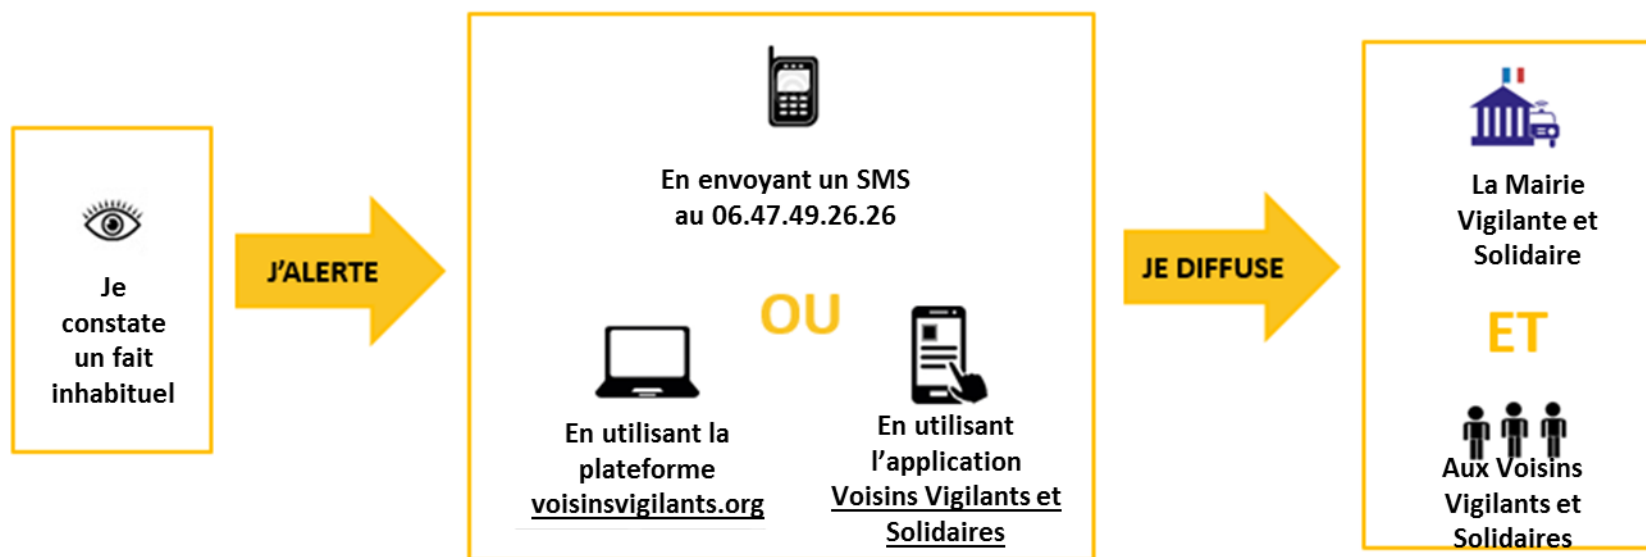 Je
constate
un fait
inhabituel
J'ALERTE
En envoyant un SMS
au 06.47.49.26.26
OU
En utilisant la
plateforme
voisinsvigilants.org
En utilisant
l'application
Voisins Vigilants et
Solidaires
JE DIFFUSE
La Mairie
Vigilante et
Solidaire
ET
Aux Voisins
Vigilants et
Solidaires